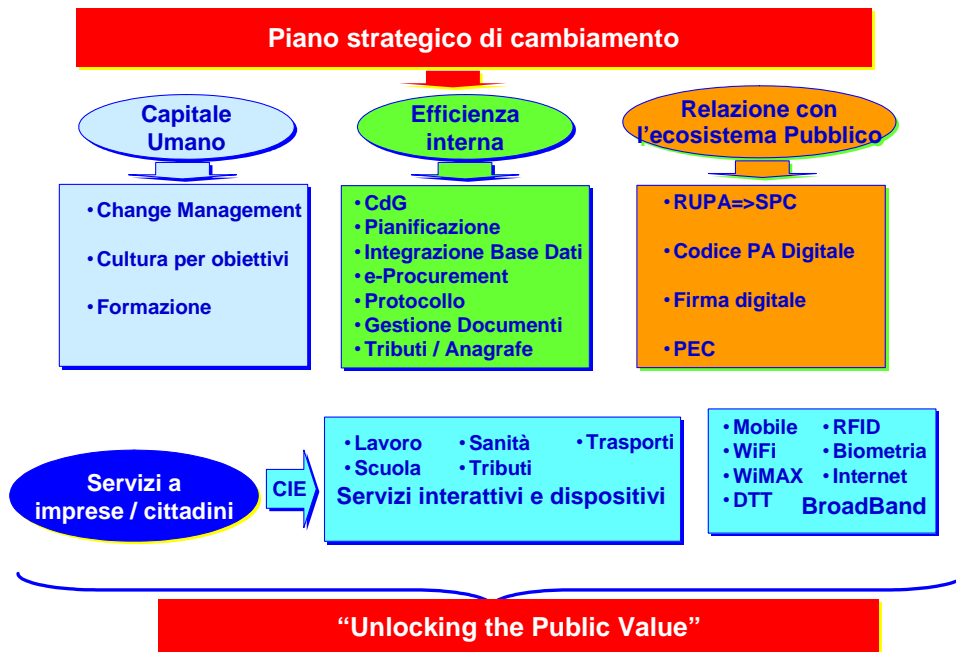 Piano strategico di cambiamento
Capitale
Umano
Efficienza
interna
Relazione con
l'ecosistema Pubblico
• Change Management
• Cultura per obiettivi
• Formazione
• CdG
• Pianificazione
• Integrazione Base Dati
• e-Procurement
• Protocollo
• Gestione Documenti
• Tributi / Anagrafe
• RUPA=>SPC
• Codice PA Digitale
• Firma digitale
• PEC
Servizi a
imprese / cittadini
CIE
• Lavoro • Sanità • Trasporti
• Scuola • Tributi
Servizi interattivi e dispositivi
• Mobile • RFID
• WiFi • Biometria
• WiMAX • Internet
• DTT BroadBand
“Unlocking the Public Value”